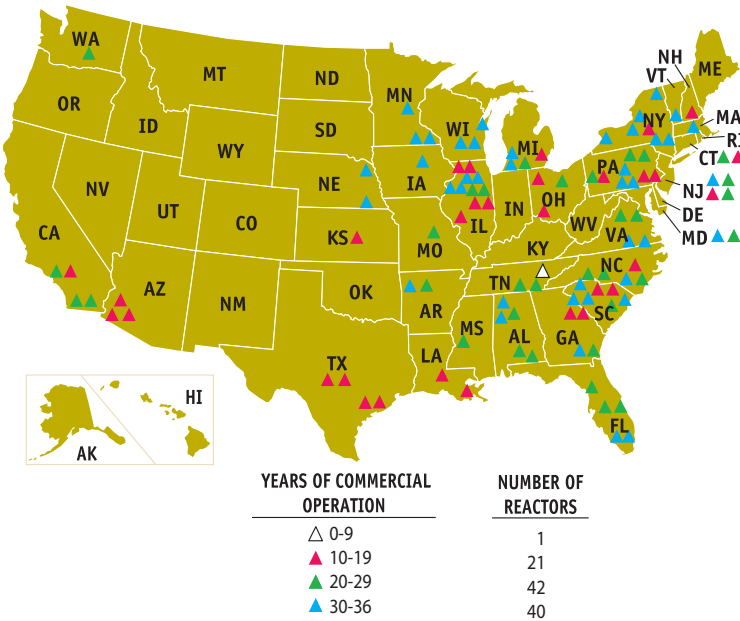 WA
MT
ND
MN
OR
ID
SD
WI
WY
MI
NH
VT
ME
NY
MA
RI
CT
NE
IA
PA
NJ
NV
UT
CO
IL
IN
OH
WV
DE
CA
KS
MO
KY
VA
MD
AZ
NM
OK
AR
TN
NC
SC
TX
LA
MS
AL
GA
FL
HI
AK
YEARS OF COMMERCIAL
OPERATION
NUMBER OF
REACTORS
0-9 1
10-19 21
20-29 42
30-36 40